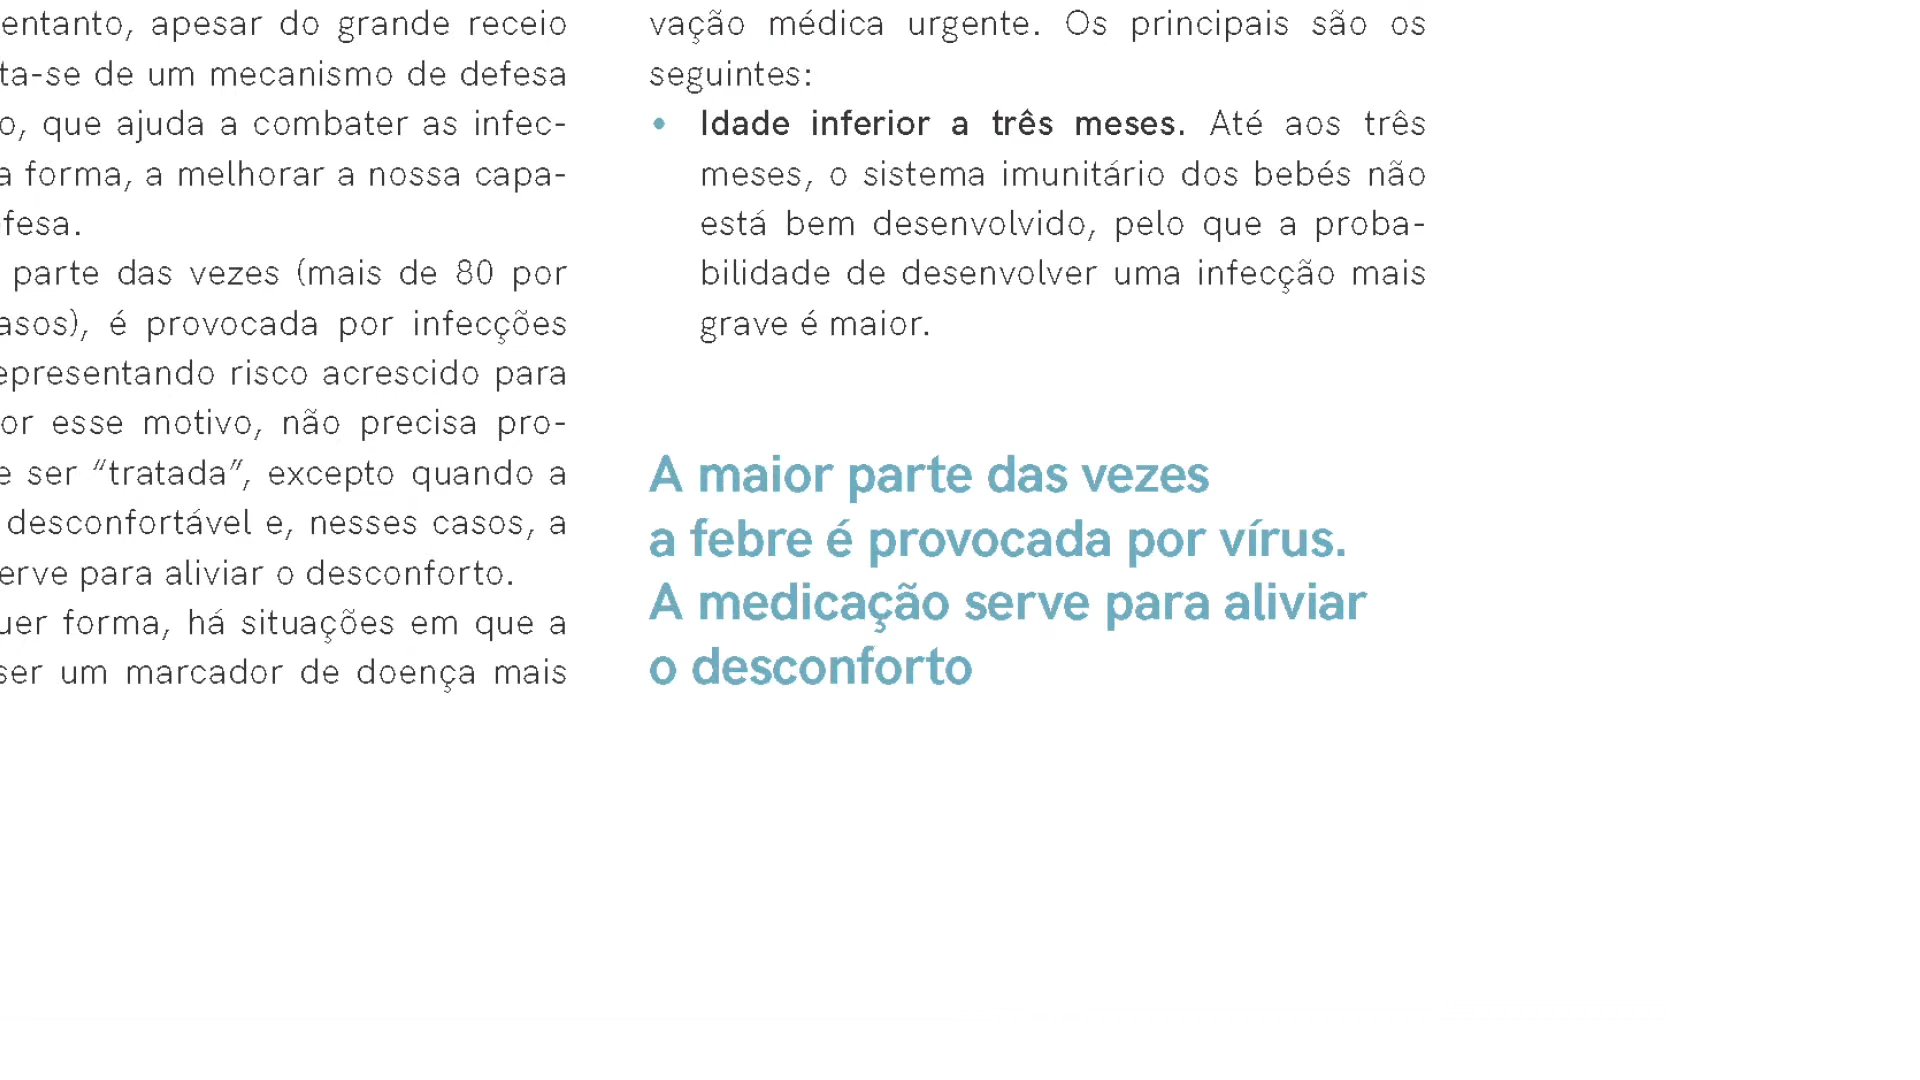 entanto, apesar do grande receio
ta-se de um mecanismo de defesa
o, que ajuda a combater as infec-
a forma, a melhorar a nossa capa-
fesa.
parte das vezes (mais de 80 por
asos), é provocada por infecções
epresentando risco acrescido para
or esse motivo, não precisa pro-
e ser “tratada”, excepto quando a
desconfortável e, nesses casos, a
erve para aliviar o desconforto.
uer forma, há situações em que a
ser um marcador de doença mais
vação médica urgente. Os principais são os
seguintes:
• Idade inferior a três meses. Até aos três
meses, o sistema imunitário dos bebés não
está bem desenvolvido, pelo que a proba-
bilidade de desenvolver uma infecção mais
grave é maior.
A maior parte das vezes
a febre é provocada por vírus.
A medicação serve para aliviar
o desconforto